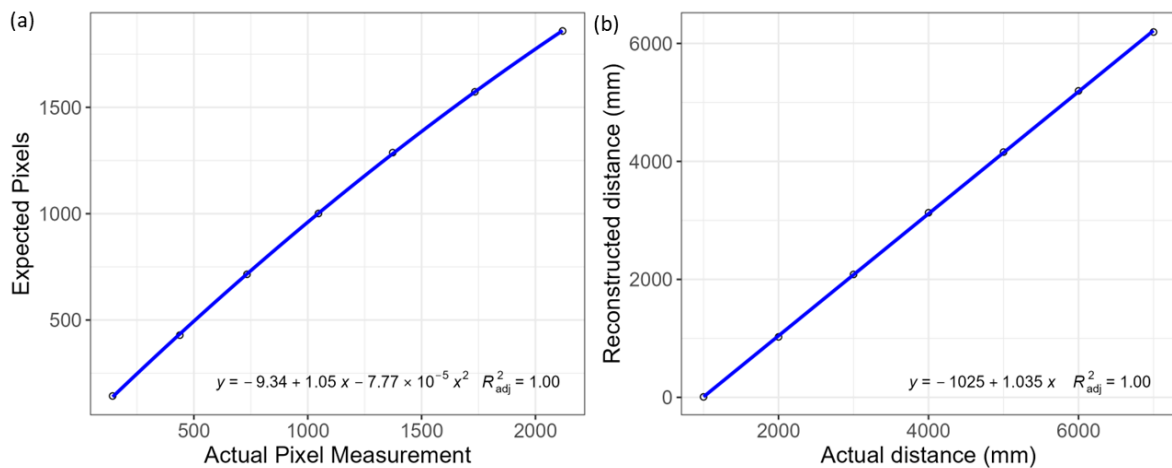 (a)
Expected Pixels
1500
1000
500
y = − 9.34 + 1.05 x − 7.77 × 10⁻⁵ x² R²adj = 1.00
500 1000 1500 2000
Actual Pixel Measurement
(b)
Reconstructed distance (mm)
6000
4000
2000
0
y = − 1025 + 1.035 x R²adj = 1.00
2000 4000 6000
Actual distance (mm)